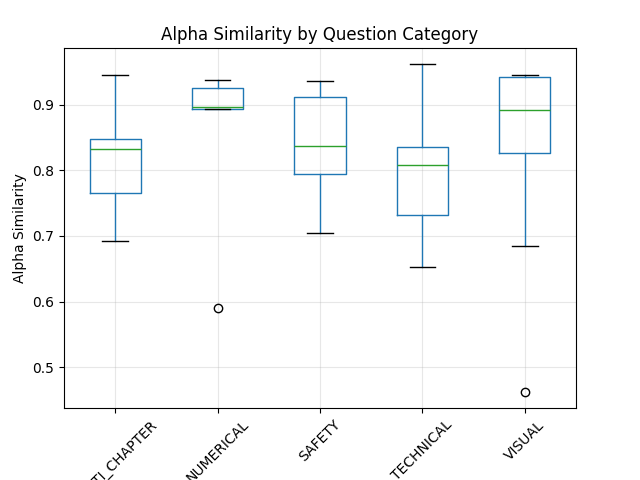 Alpha Similarity by Question Category
Alpha Similarity
0.9
0.8
0.7
0.6
0.5
TI_CHAPTER
NUMERICAL
SAFETY
TECHNICAL
VISUAL